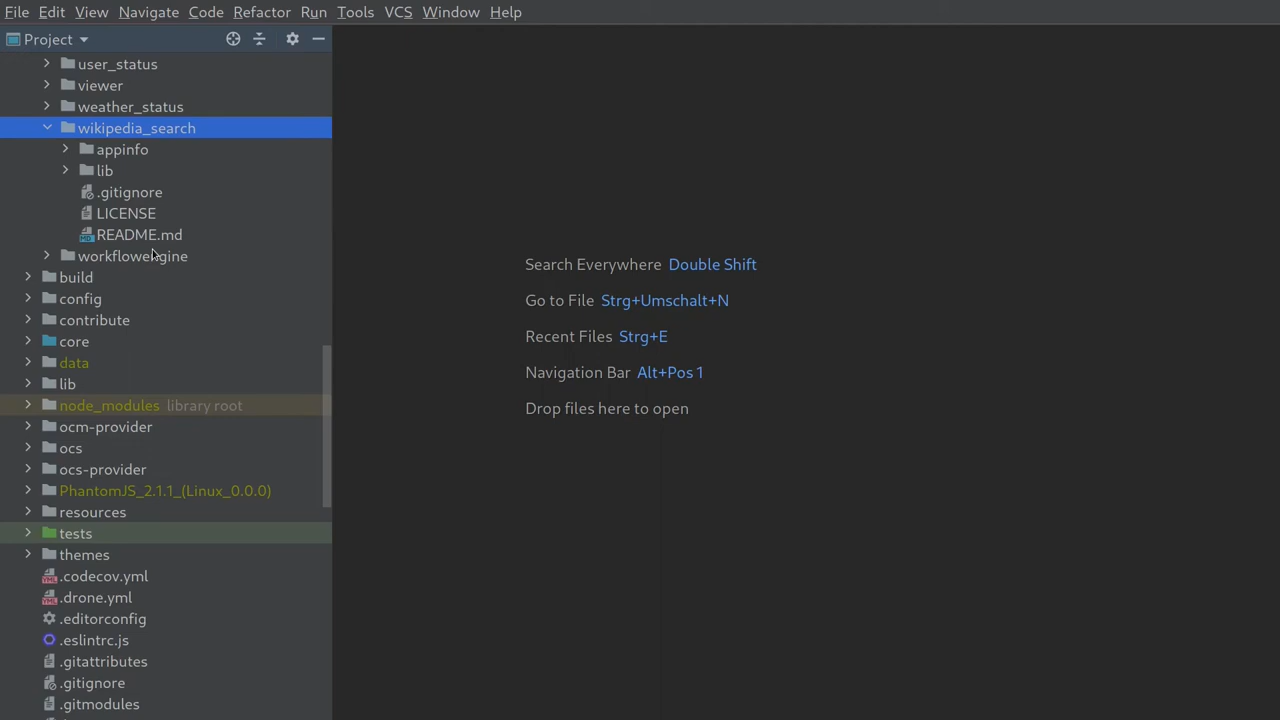 File Edit View Navigate Code Refactor Run Tools VCS Window Help
Project
user_status
viewer
weather_status
wikipedia_search
appinfo
lib
.gitignore
LICENSE
README.md
workflowengine
build
config
contribute
core
data
lib
node_modules library root
ocm-provider
ocs
ocs-provider
PhantomJS_2.1.1_(Linux_0.0.0)
resources
tests
themes
.codecov.yml
.drone.yml
.editorconfig
.eslintrc.js
.gitattributes
.gitignore
.gitmodules
Search Everywhere Double Shift
Go to File Strg+Umschalt+N
Recent Files Strg+E
Navigation Bar Alt+Pos 1
Drop files here to open